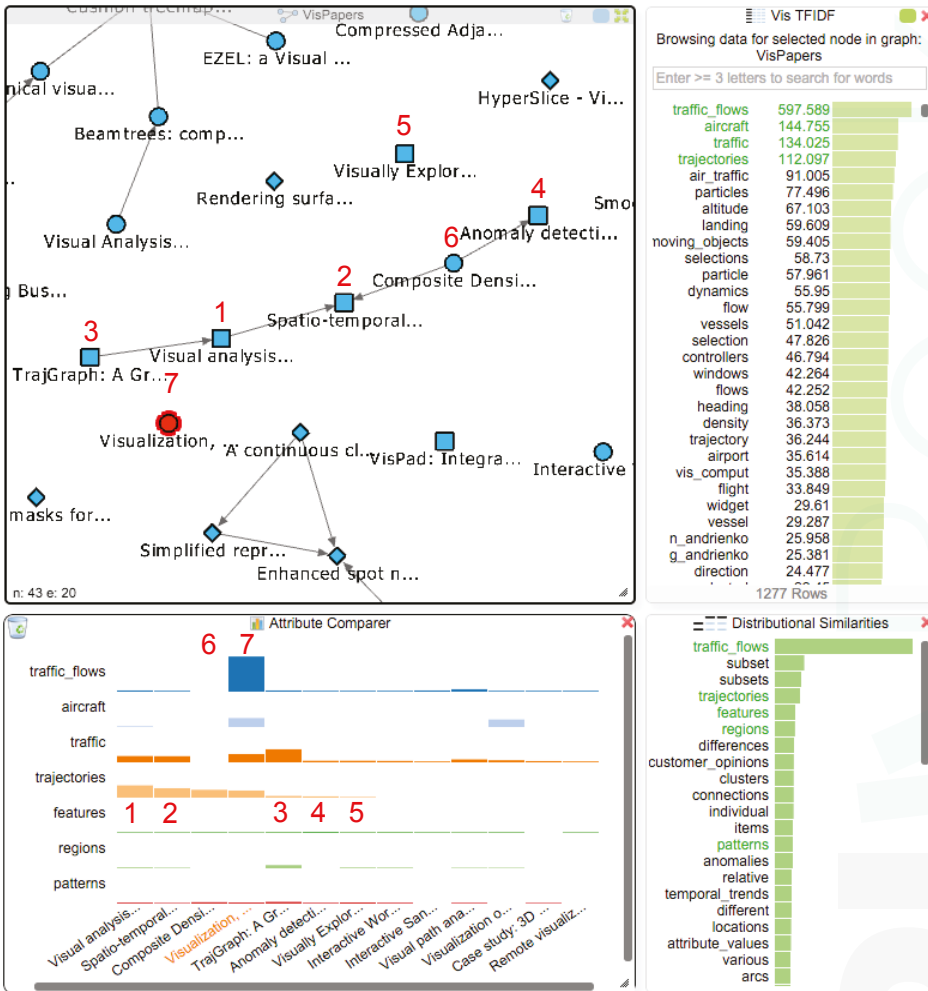 Cushion treemap...
VisPapers
Compressed Adja...
EZEL: a Visual ...
nical visua...
HyperSlice - Vi...
Beamtrees: comp...
5
Visually Explor...
Rendering surfa...
4
Smo
Anomaly detecti...
6
Visual Analysis...
Composite Densi...
g Bus...
2
Spatio-temporal...
1
3
Visual analysis...
TrajGraph: A Gr...
7
Visualization, ...
A continuous cl...
VisPad: Integra...
Interactive
masks for...
Simplified repr...
Enhanced spot n...
n: 43 e: 20
Vis TFIDF
Browsing data for selected node in graph:
VisPapers
Enter >= 3 letters to search for words
traffic_flows 597.589
aircraft 144.755
traffic 134.025
trajectories 112.097
air_traffic 91.005
particles 77.496
altitude 67.103
landing 59.609
moving_objects 59.405
selections 58.73
particle 57.961
dynamics 55.95
flow 55.799
vessels 51.042
selection 47.826
controllers 46.794
windows 42.264
flows 42.252
heading 38.058
density 36.373
trajectory 36.244
airport 35.614
vis_comput 35.388
flight 33.849
widget 29.61
vessel 29.287
n_andrienko 25.958
g_andrienko 25.381
direction 24.477
1277 Rows
Attribute Comparer
6 7
traffic_flows
aircraft
traffic
trajectories
features
1 2 3 4 5
regions
patterns
Visual analysis...
Spatio-temporal...
Composite Densi...
Visualization, ...
TrajGraph: A Gr...
Anomaly detecti...
Visually Explor...
Interactive Wor...
Interactive San...
Visual path ana...
Visualization o...
Case study: 3D ...
Remote visualiz...
Distributional Similarities
traffic_flows
subset
subsets
trajectories
features
regions
differences
customer_opinions
clusters
connections
individual
items
patterns
anomalies
relative
temporal_trends
different
locations
attribute_values
various
arcs